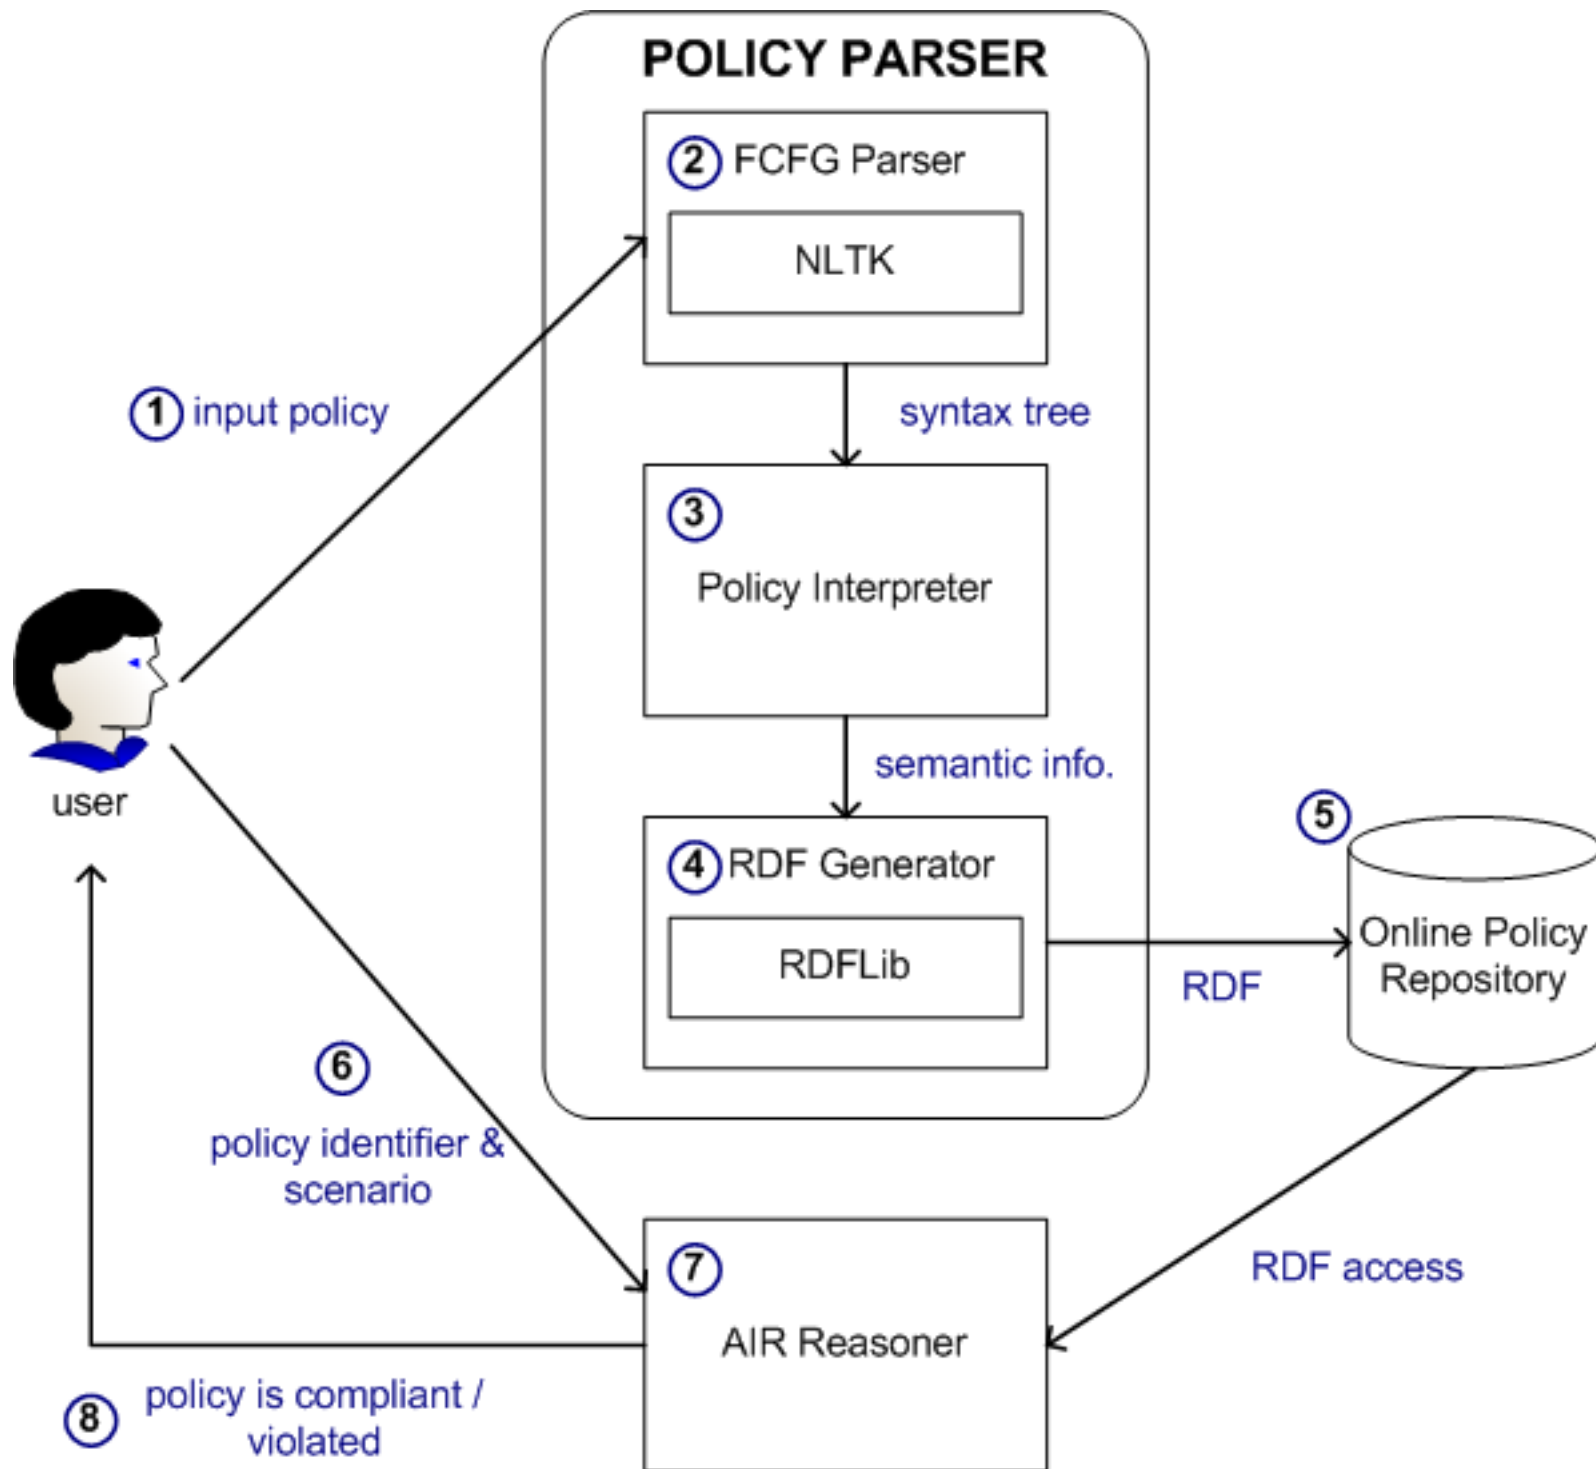 POLICY PARSER
2 FCFG Parser
NLTK
1 input policy
syntax tree
3
Policy Interpreter
semantic info.
user
4 RDF Generator
RDFLib
5
Online Policy
Repository
RDF
6
policy identifier &
scenario
7
AIR Reasoner
RDF access
8 policy is compliant /
violated